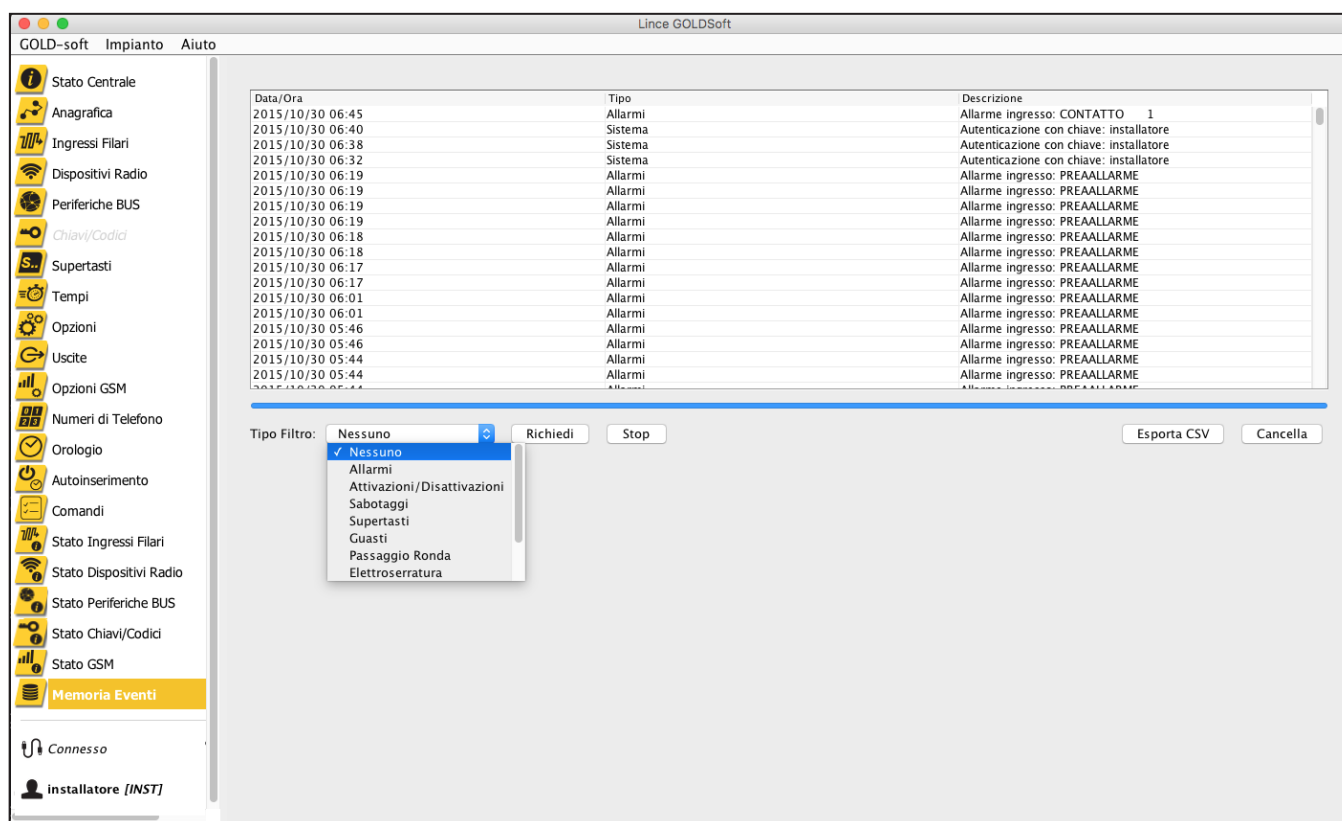 Lince GOLDSoft
GOLD-soft Impianto Aiuto
Stato Centrale
Anagrafica
Ingressi Filari
Dispositivi Radio
Periferiche BUS
Chiavi/Codici
S.. Supertasti
Tempi
Opzioni
Uscite
Opzioni GSM
Numeri di Telefono
Orologio
Autoinserimento
Comandi
Stato Ingressi Filari
Stato Dispositivi Radio
Stato Periferiche BUS
Stato Chiavi/Codici
Stato GSM
Memoria Eventi
Connesso
installatore [INST]
Data/Ora Tipo Descrizione
2015/10/30 06:45 Allarmi Allarme ingresso: CONTATTO 1
2015/10/30 06:40 Sistema Autenticazione con chiave: installatore
2015/10/30 06:38 Sistema Autenticazione con chiave: installatore
2015/10/30 06:32 Sistema Autenticazione con chiave: installatore
2015/10/30 06:19 Allarmi Allarme ingresso: PREAALLARME
2015/10/30 06:19 Allarmi Allarme ingresso: PREAALLARME
2015/10/30 06:19 Allarmi Allarme ingresso: PREAALLARME
2015/10/30 06:19 Allarmi Allarme ingresso: PREAALLARME
2015/10/30 06:18 Allarmi Allarme ingresso: PREAALLARME
2015/10/30 06:18 Allarmi Allarme ingresso: PREAALLARME
2015/10/30 06:17 Allarmi Allarme ingresso: PREAALLARME
2015/10/30 06:17 Allarmi Allarme ingresso: PREAALLARME
2015/10/30 06:01 Allarmi Allarme ingresso: PREAALLARME
2015/10/30 06:01 Allarmi Allarme ingresso: PREAALLARME
2015/10/30 05:46 Allarmi Allarme ingresso: PREAALLARME
2015/10/30 05:46 Allarmi Allarme ingresso: PREAALLARME
2015/10/30 05:44 Allarmi Allarme ingresso: PREAALLARME
2015/10/30 05:44 Allarmi Allarme ingresso: PREAALLARME
2015/10/30 05:44 Allarmi Allarme ingresso: PREAALLARME
Tipo Filtro: Nessuno Richiedi Stop Esporta CSV Cancella
✓ Nessuno
Allarmi
Attivazioni/Disattivazioni
Sabotaggi
Supertasti
Guasti
Passaggio Ronda
Elettroserratura